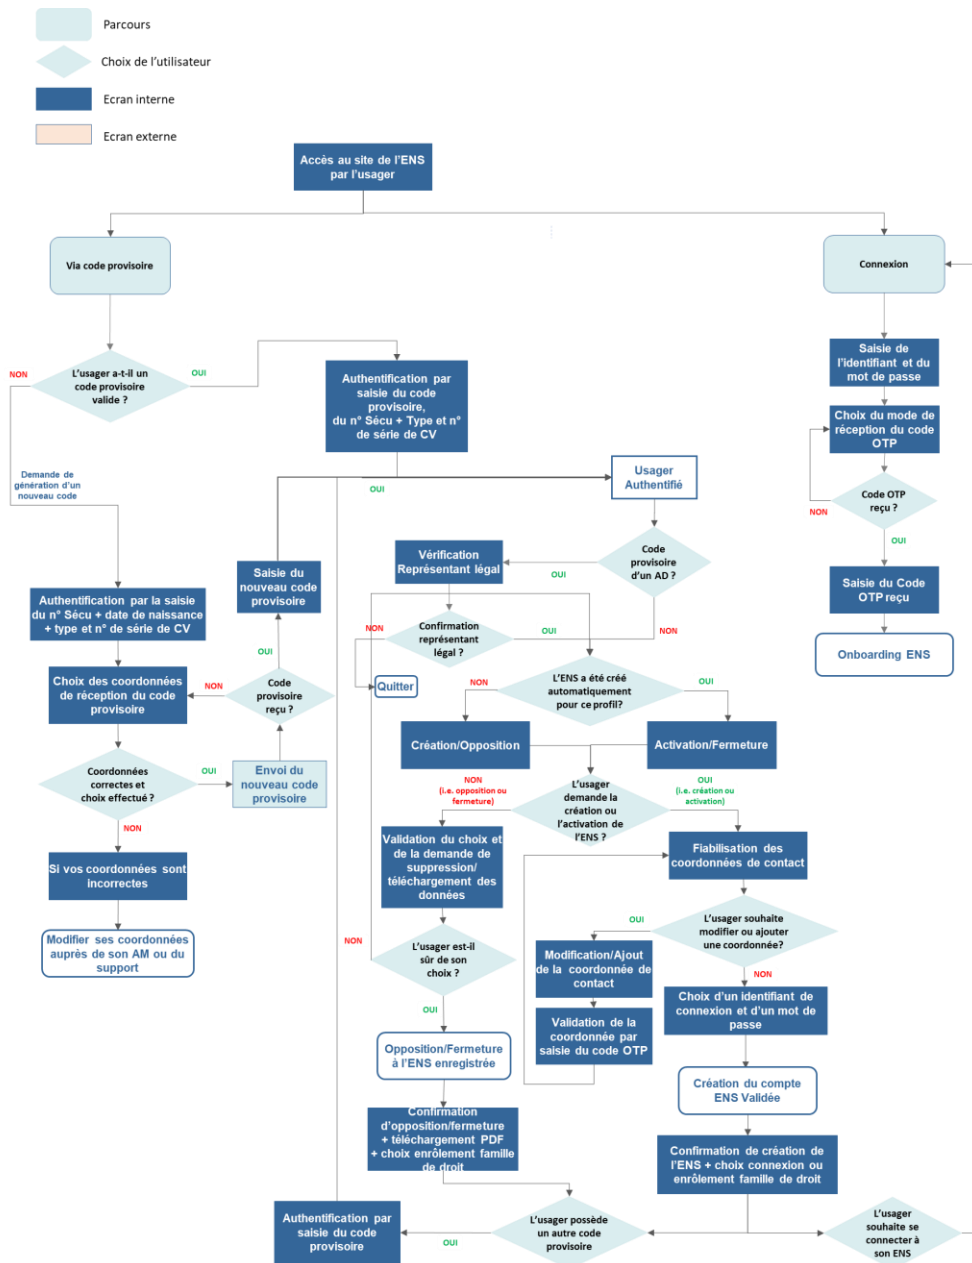 Parcours
Choix de l'utilisateur
Ecran interne
Ecran externe
Accès au site de l'ENS
par l'usager
Via code provisoire
Connexion
L'usager a-t-il un
code provisoire
valide ?
NON
OUI
Authentification par
saisie du code
provisoire,
du n° Sécu + Type et n°
de série de CV
Saisie de
l'identifiant et du
mot de passe
Choix du mode de
réception du code
OTP
Code OTP
reçu ?
NON
OUI
Saisie du Code
OTP reçu
Onboarding ENS
Demande de
génération d'un
nouveau code
OUI
Usager
Authentifié
Code
provisoire
d'un AD ?
OUI
NON
Vérification
Représentant légal
Confirmation
représentant
légal ?
NON
OUI
Quitter
Saisie du
nouveau code
provisoire
Authentification par la saisie
du n° Sécu + date de naissance
+ type et n° de série de CV
OUI
Choix des coordonnées
de réception du code
provisoire
NON
Code
provisoire
reçu ?
Coordonnées
correctes et
choix effectué ?
OUI
Envoi du
nouveau code
provisoire
NON
Si vos coordonnées sont
incorrectes
Modifier ses coordonnées
auprès de son AM ou du
support
L'ENS a été créé
automatiquement
pour ce profil?
NON
OUI
Création/Opposition
Activation/Fermeture
L'usager
demande la
création ou
l'activation de
l'ENS ?
NON
(i.e. opposition ou
fermeture)
OUI
(i.e. création ou
activation)
Validation du choix et
de la demande de
suppression/
téléchargement des
données
Fiabilisation des
coordonnées de contact
L'usager est-il
sûr de son
choix ?
NON
OUI
L'usager souhaite
modifier ou ajouter
une coordonnée?
OUI
NON
Modification/Ajout
de la coordonnée de
contact
Validation de la
coordonnée par
saisie du code OTP
Choix d'un identifiant de
connexion et d'un mot de
passe
Opposition/Fermeture
à l'ENS enregistrée
Création du compte
ENS Validée
Confirmation
d'opposition/fermeture
+ téléchargement PDF
+ choix enrôlement famille
de droit
Confirmation de création de
l'ENS + choix connexion ou
enrôlement famille de droit
Authentification par
saisie du code
provisoire
OUI
L'usager possède
un autre code
provisoire
L'usager
souhaite se
connecter à
son ENS